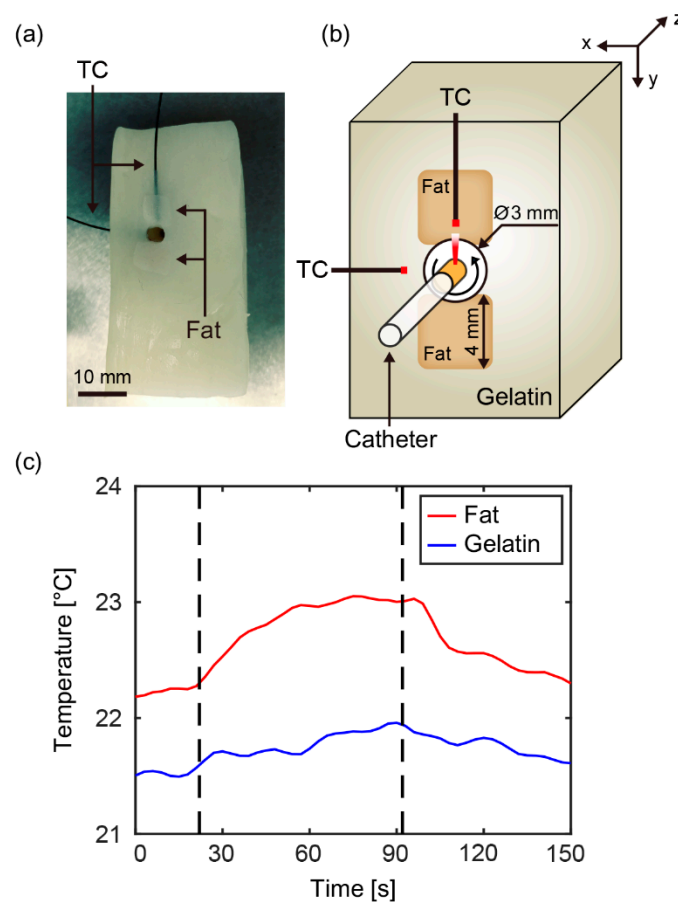 (a)
TC
Fat
10 mm
(b)
z
x
y
TC
Fat
Ø3 mm
TC
4 mm
Fat
Gelatin
Catheter
(c)
24
23
22
21
Temperature [°C]
Fat
Gelatin
0 30 60 90 120 150
Time [s]